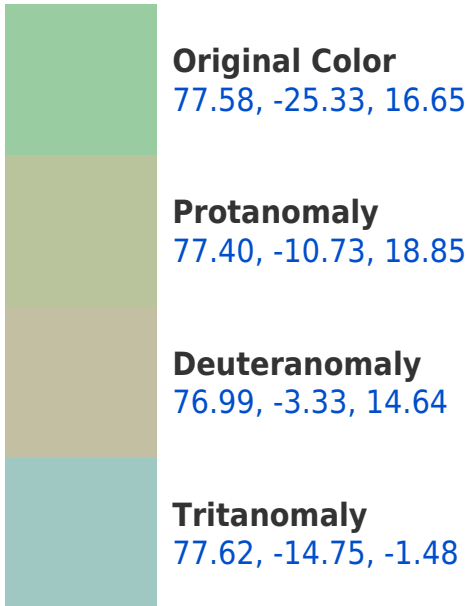 Original Color
77.58, -25.33, 16.65
Protanomaly
77.40, -10.73, 18.85
Deuteranomaly
76.99, -3.33, 14.64
Tritanomaly
77.62, -14.75, -1.48